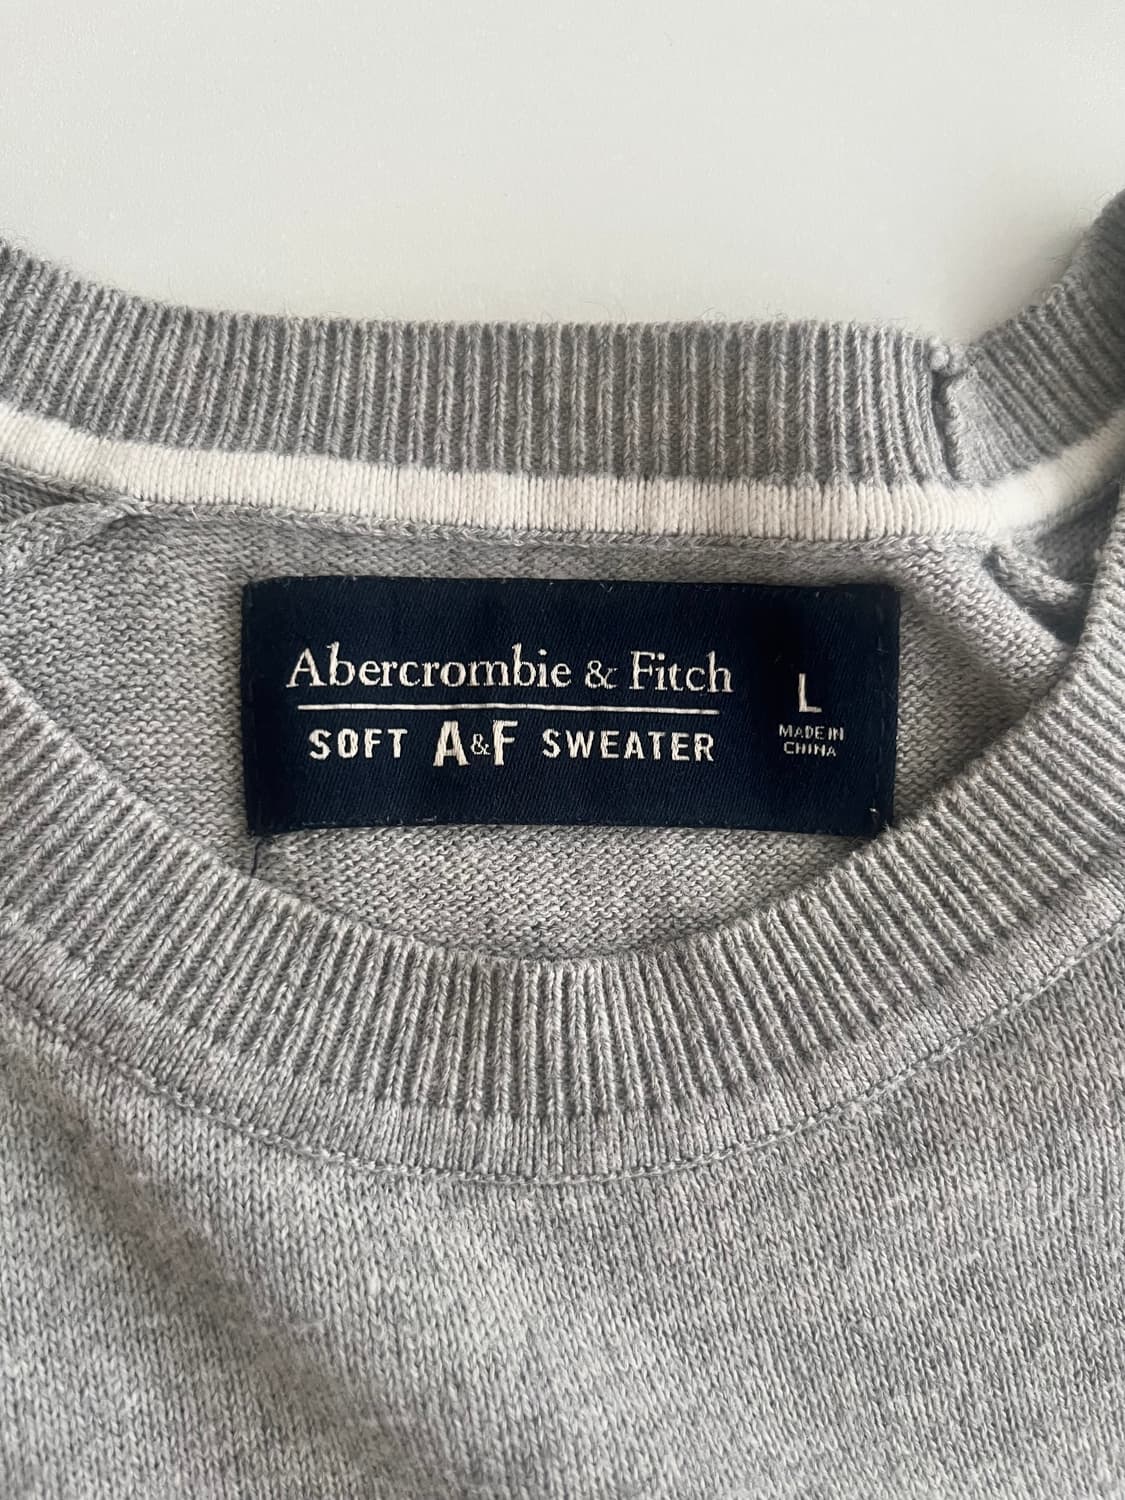 Abercrombie & Fitch
SOFT A&F SWEATER
L
MADE IN
CHINA